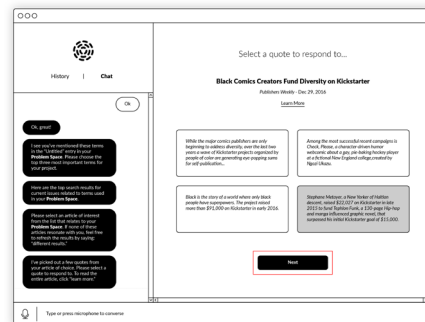 History | Chat
Ok
Ok, great!
I see you've mentioned these terms
in the "Untitled" entry in your
Problem Space. Please choose the
top three most important terms for
your project.
Here are the top search results for
current issues related to terms used
in your Problem Space.
Please select an article of interest
from the list that relates to your
Problem Space. If none of these
articles resonate with you, feel free
to refresh the results by saying:
"different results."
I've picked out a few quotes from
your article of choice. Please select a
quote to respond to. To read the
entire article, click "learn more."
Type or press microphone to converse
Select a quote to respond to...
Black Comics Creators Fund Diversity on Kickstarter
Publishers Weekly - Dec 29, 2016
Learn More
While the major comics publishers are only
beginning to address diversity, over the last two
years a wave of Kickstarter projects organized by
people of color are generating eye-popping sums
for self-publication...
Among the most successful recent campaigns is
Check, Please, a character-driven humor
webcomic about a gay, pie-baking hockey player
at a fictional New England college,created by
Ngozi Ukazu.
Black is the story of a world where only Black
people have superpowers. The project raised
more than $91,000 on Kickstarter in early 2016.
Stephane Metayer, a New Yorker of Haitian
descent, raised $22,027 on Kickstarter in late
2015 to fund Tephlon Funk, a 130-page Hip-hop
and manga influenced graphic novel, that
surpassed his initial Kickstarter goal of $15,000.
Next